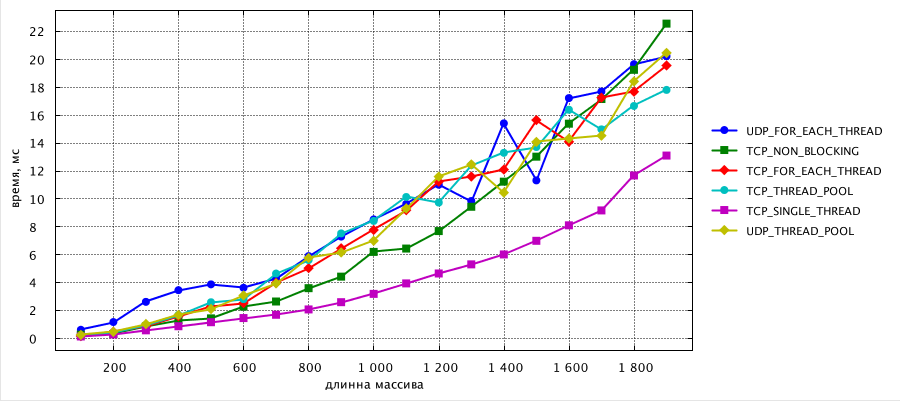 22
20
18
16
14
12
10
8
6
4
2
0
время, мс
200 400 600 800 1 000 1 200 1 400 1 600 1 800
длинна массива
UDP_FOR_EACH_THREAD
TCP_NON_BLOCKING
TCP_FOR_EACH_THREAD
TCP_THREAD_POOL
TCP_SINGLE_THREAD
UDP_THREAD_POOL